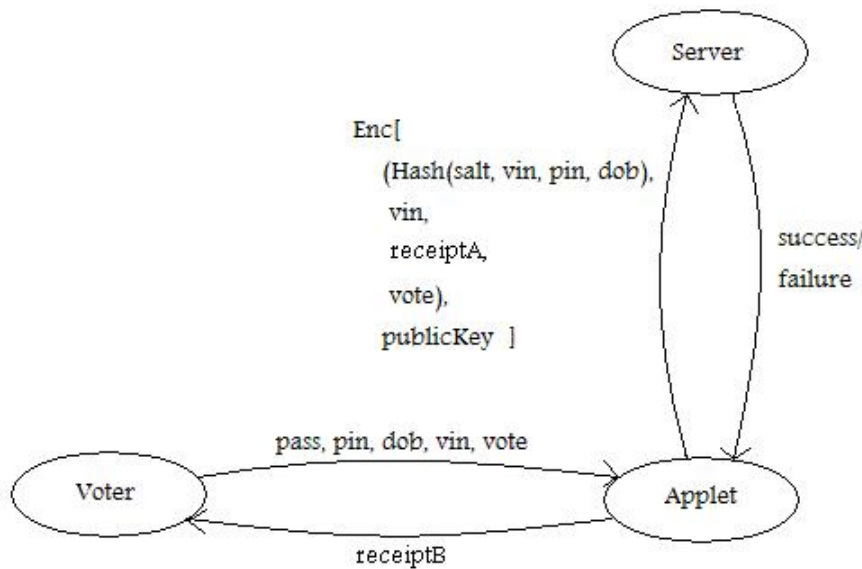 Server
Enc[
(Hash(salt, vin, pin, dob),
vin,
receiptA,
vote),
publicKey ]
success/
failure
pass, pin, dob, vin, vote
Voter
Applet
receiptB